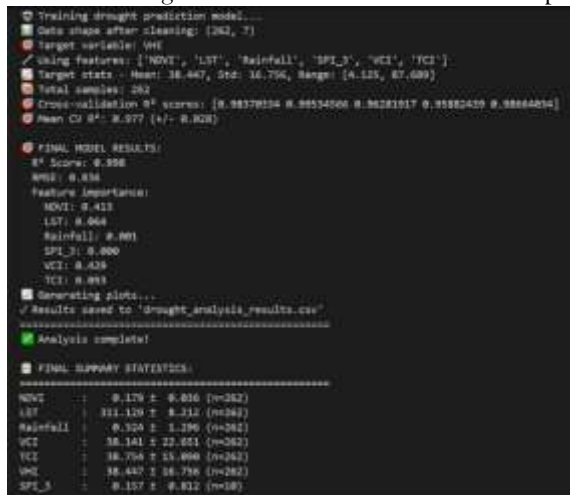 Training drought prediction model...
Data shape after cleaning: (262, 7)
Target variable: VHI
Using features: ['NDVI', 'LST', 'Rainfall', 'SPI_3', 'VCI', 'TCI']
Target stats - Mean: 38.447, Std: 16.756, Range: [4.125, 87.689]
Total samples: 262
Cross-validation R² scores: [0.98370334 0.99534566 0.96281917 0.95882439 0.98664034]
Mean CV R²: 0.977 (+/- 0.028)
FINAL MODEL RESULTS:
R² Score: 0.998
RMSE: 0.836
Feature importance:
NDVI: 0.413
LST: 0.064
Rainfall: 0.001
SPI_3: 0.000
VCI: 0.429
TCI: 0.093
Generating plots...
✓ Results saved to 'drought_analysis_results.csv'
==================================================
Analysis complete!
FINAL SUMMARY STATISTICS:
==================================================
NDVI : 0.179 ± 0.036 (n=262)
LST : 311.129 ± 8.212 (n=262)
Rainfall : 0.524 ± 1.296 (n=262)
VCI : 38.141 ± 22.651 (n=262)
TCI : 38.754 ± 15.090 (n=262)
VHI : 38.447 ± 16.756 (n=262)
SPI_3 : 0.157 ± 0.812 (n=10)